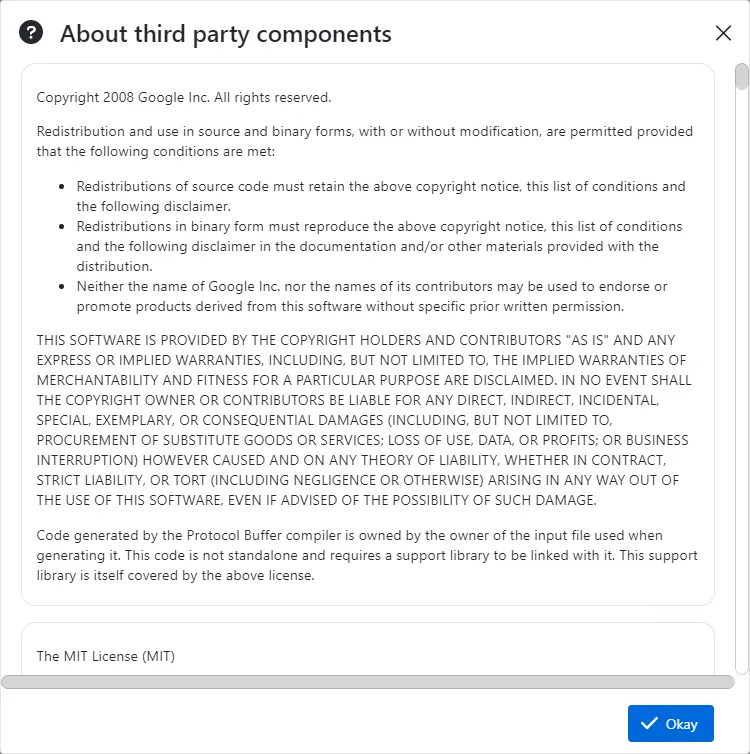 About third party components
Copyright 2008 Google Inc. All rights reserved.
Redistribution and use in source and binary forms, with or without modification, are permitted provided
that the following conditions are met:
• Redistributions of source code must retain the above copyright notice, this list of conditions and
the following disclaimer.
• Redistributions in binary form must reproduce the above copyright notice, this list of conditions
and the following disclaimer in the documentation and/or other materials provided with the
distribution.
• Neither the name of Google Inc. nor the names of its contributors may be used to endorse or
promote products derived from this software without specific prior written permission.
THIS SOFTWARE IS PROVIDED BY THE COPYRIGHT HOLDERS AND CONTRIBUTORS "AS IS" AND ANY
EXPRESS OR IMPLIED WARRANTIES, INCLUDING, BUT NOT LIMITED TO, THE IMPLIED WARRANTIES OF
MERCHANTABILITY AND FITNESS FOR A PARTICULAR PURPOSE ARE DISCLAIMED. IN NO EVENT SHALL
THE COPYRIGHT OWNER OR CONTRIBUTORS BE LIABLE FOR ANY DIRECT, INDIRECT, INCIDENTAL,
SPECIAL, EXEMPLARY, OR CONSEQUENTIAL DAMAGES (INCLUDING, BUT NOT LIMITED TO,
PROCUREMENT OF SUBSTITUTE GOODS OR SERVICES; LOSS OF USE, DATA, OR PROFITS; OR BUSINESS
INTERRUPTION) HOWEVER CAUSED AND ON ANY THEORY OF LIABILITY, WHETHER IN CONTRACT,
STRICT LIABILITY, OR TORT (INCLUDING NEGLIGENCE OR OTHERWISE) ARISING IN ANY WAY OUT OF
THE USE OF THIS SOFTWARE, EVEN IF ADVISED OF THE POSSIBILITY OF SUCH DAMAGE.
Code generated by the Protocol Buffer compiler is owned by the owner of the input file used when
generating it. This code is not standalone and requires a support library to be linked with it. This support
library is itself covered by the above license.
The MIT License (MIT)
Okay